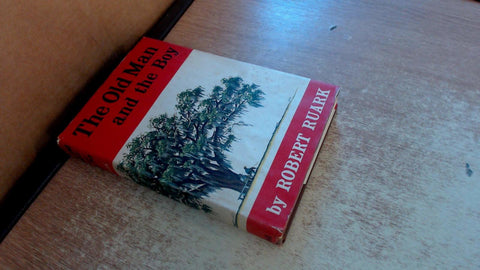 The Old Man
and the Boy
by ROBERT RUARK